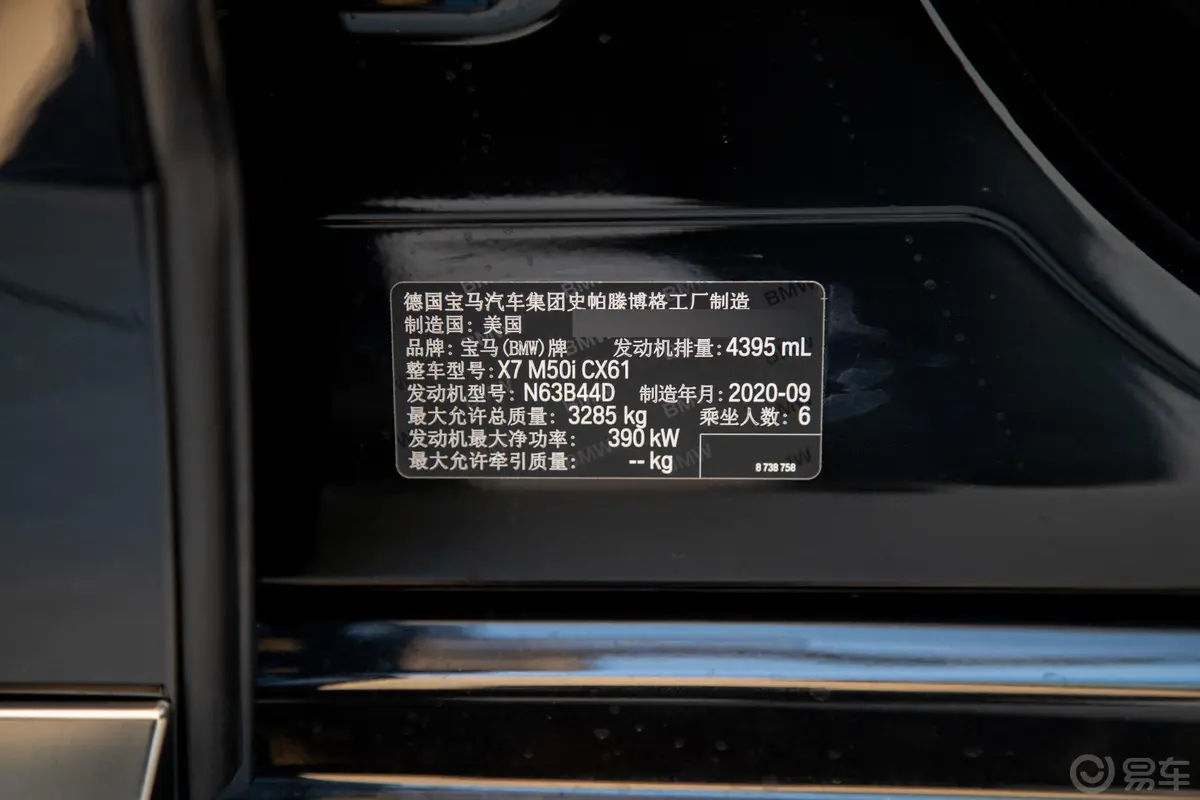 德国宝马汽车集团史帕滕博格工厂制造
制造国：美国
品牌：宝马(BMW)牌 发动机排量：4395 mL
整车型号：X7 M50i CX61
发动机型号：N63B44D 制造年月：2020-09
最大允许总质量：3285 kg 乘坐人数：6
发动机最大净功率：390 kW
最大允许牵引质量：-- kg
8 738 758
易车